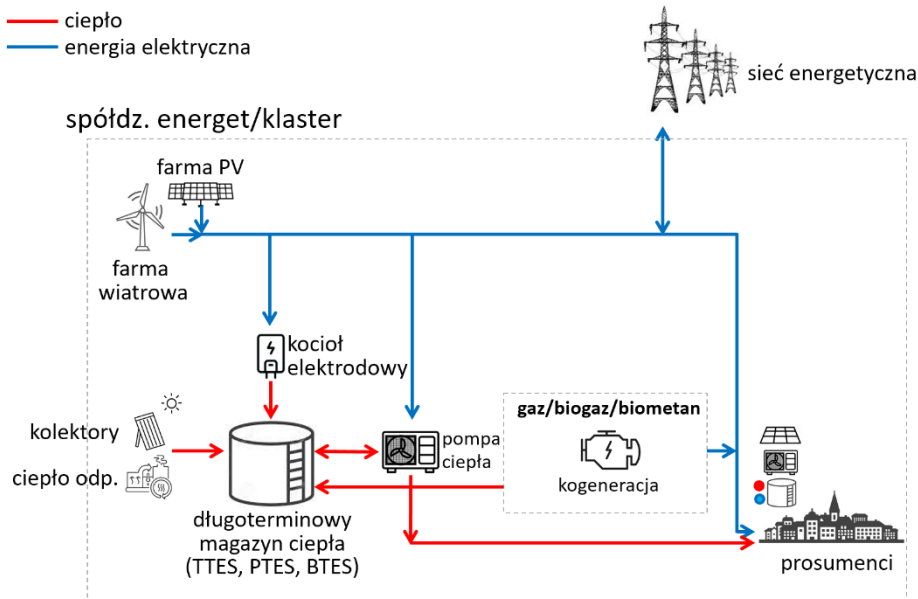 ciepło
energia elektryczna
sieć energetyczna
spółdz. energet/klaster
farma PV
farma
wiatrowa
kocioł
elektrodowy
gaz/biogaz/biometan
kolektory
pompa
ciepła
kogeneracja
ciepło odp.
długoterminowy
magazyn ciepła
(TTES, PTES, BTES)
prosumenci